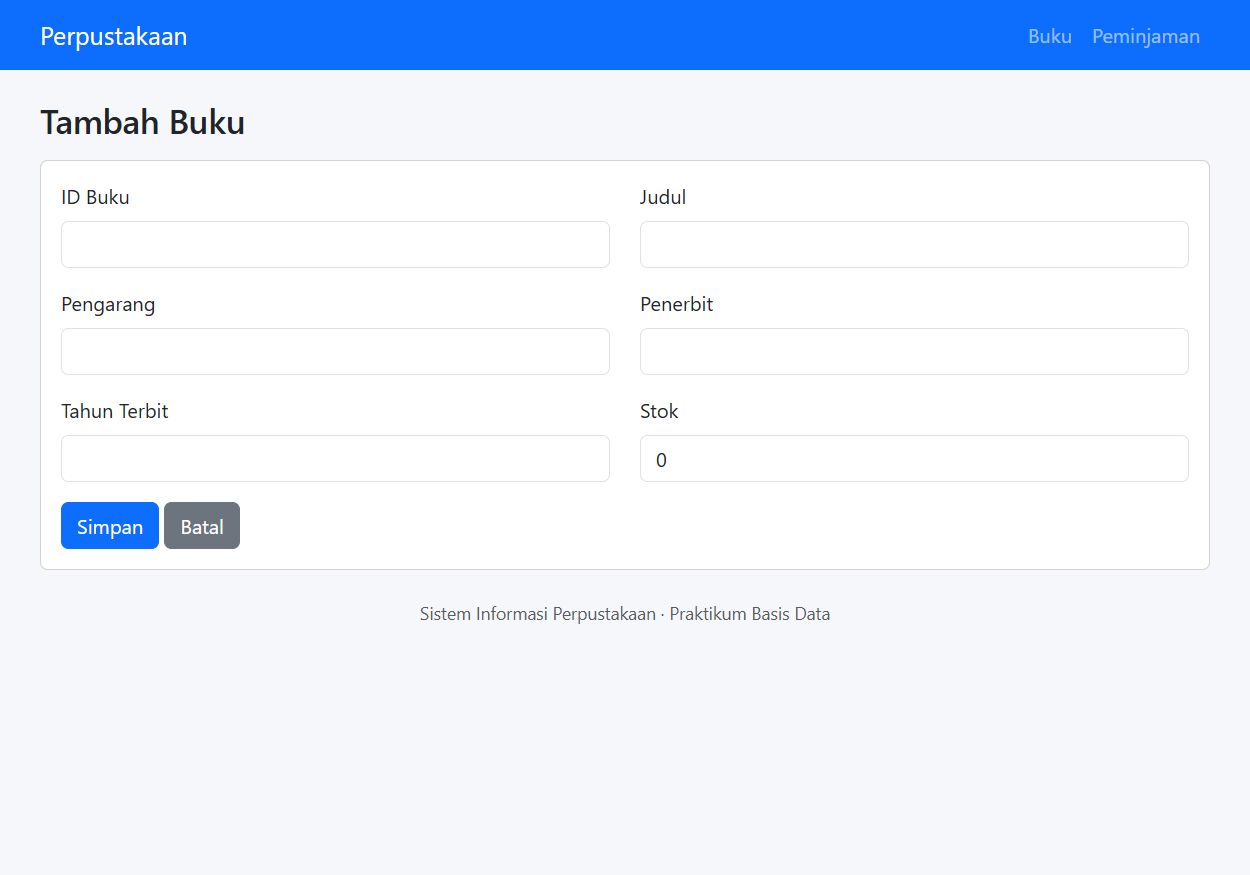 Perpustakaan Buku Peminjaman
Tambah Buku
ID Buku Judul
Pengarang Penerbit
Tahun Terbit Stok
0
Simpan Batal
Sistem Informasi Perpustakaan · Praktikum Basis Data